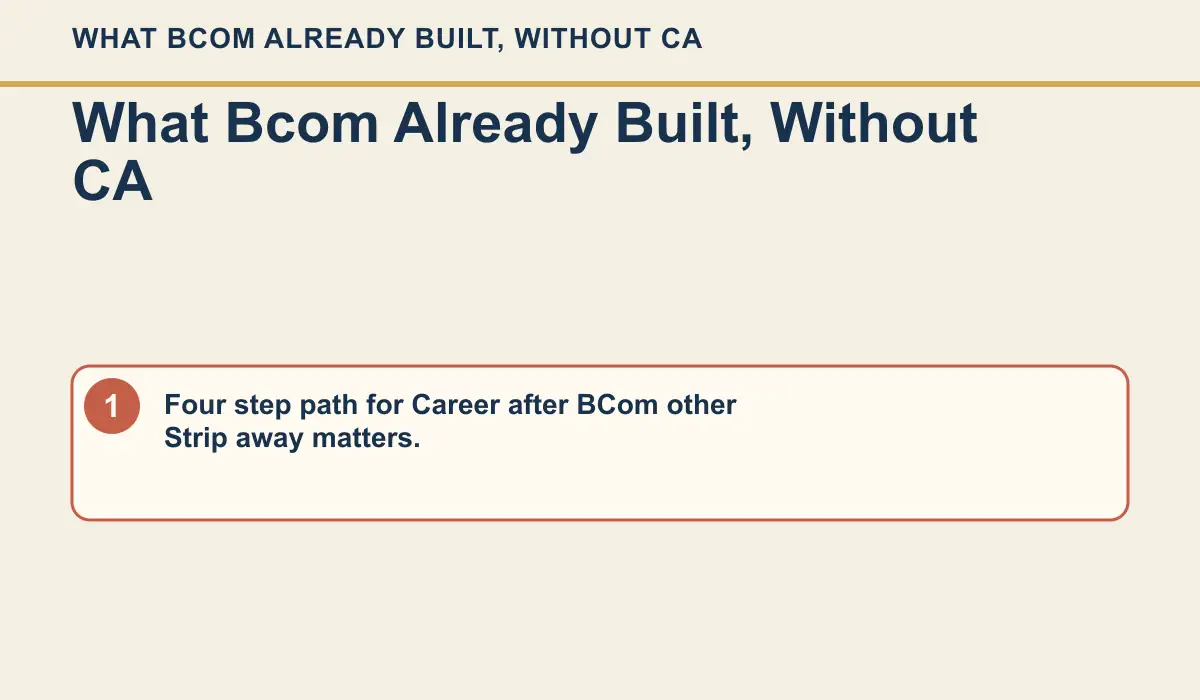 WHAT BCOM ALREADY BUILT, WITHOUT CA
What Bcom Already Built, Without
CA
1
Four step path for Career after BCom other
Strip away matters.